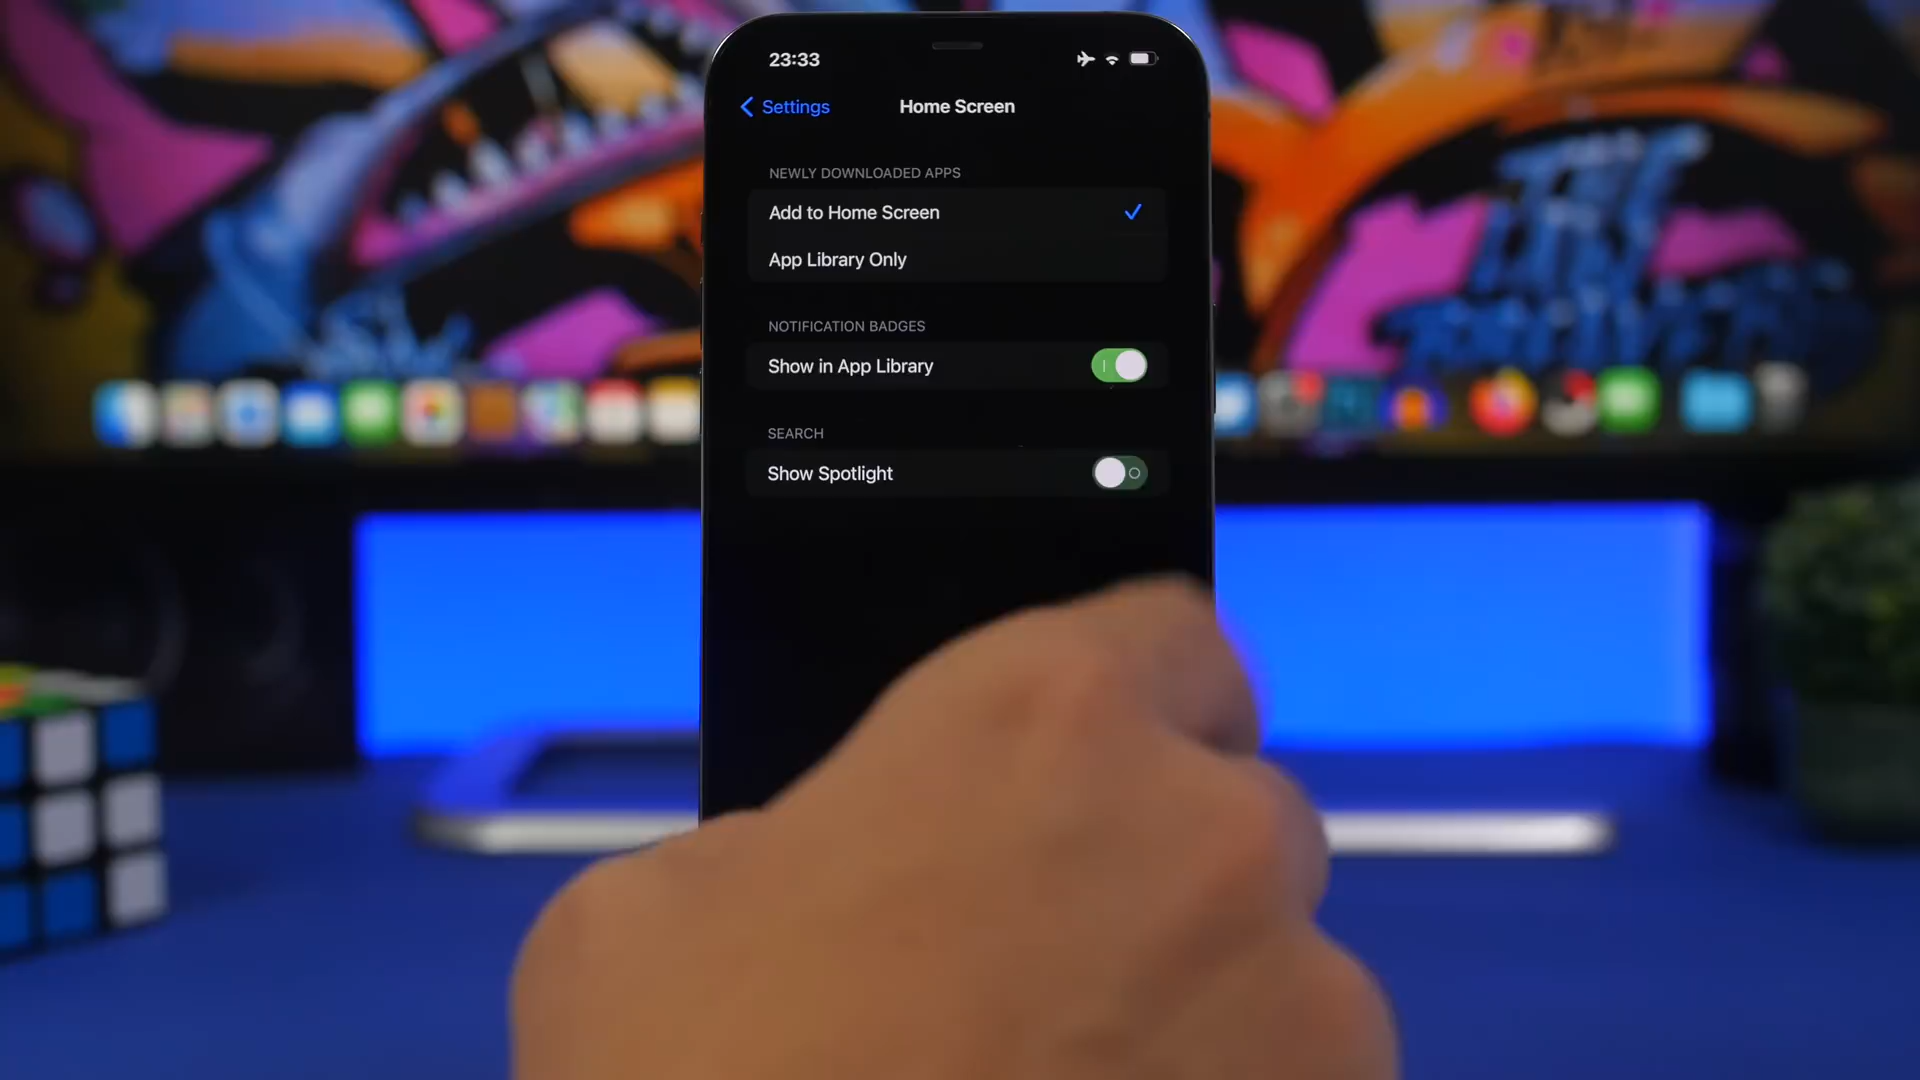 23:33
Settings
Home Screen
NEWLY DOWNLOADED APPS
Add to Home Screen
App Library Only
NOTIFICATION BADGES
Show in App Library
SEARCH
Show Spotlight